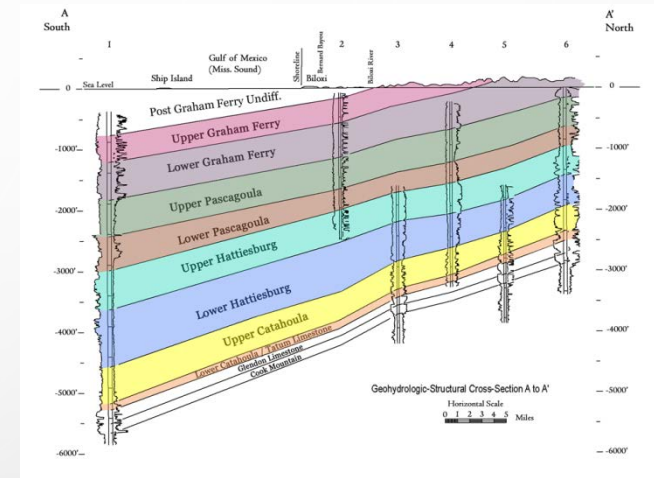 A
South
A'
North
I
2
3
4
5
6
Gulf of Mexico
(Miss. Sound)
Shoreline
Biloxi
Bernard Bayou
Biloxi River
Sea Level
Ship Island
0
0
-1000'
-1000'
-2000'
-2000'
-3000'
-3000'
-4000'
-4000'
-5000'
-5000'
-6000'
-6000'
Post Graham Ferry Undiff.
Upper Graham Ferry
Lower Graham Ferry
Upper Pascagoula
Lower Pascagoula
Upper Hattiesburg
Lower Hattiesburg
Upper Catahoula
Lower Catahoula / Tatum Limestone
Glendon Limestone
Cook Mountain
Geohydrologic-Structural Cross-Section A to A'
Horizontal Scale
0 1 2 3 4 5
Miles